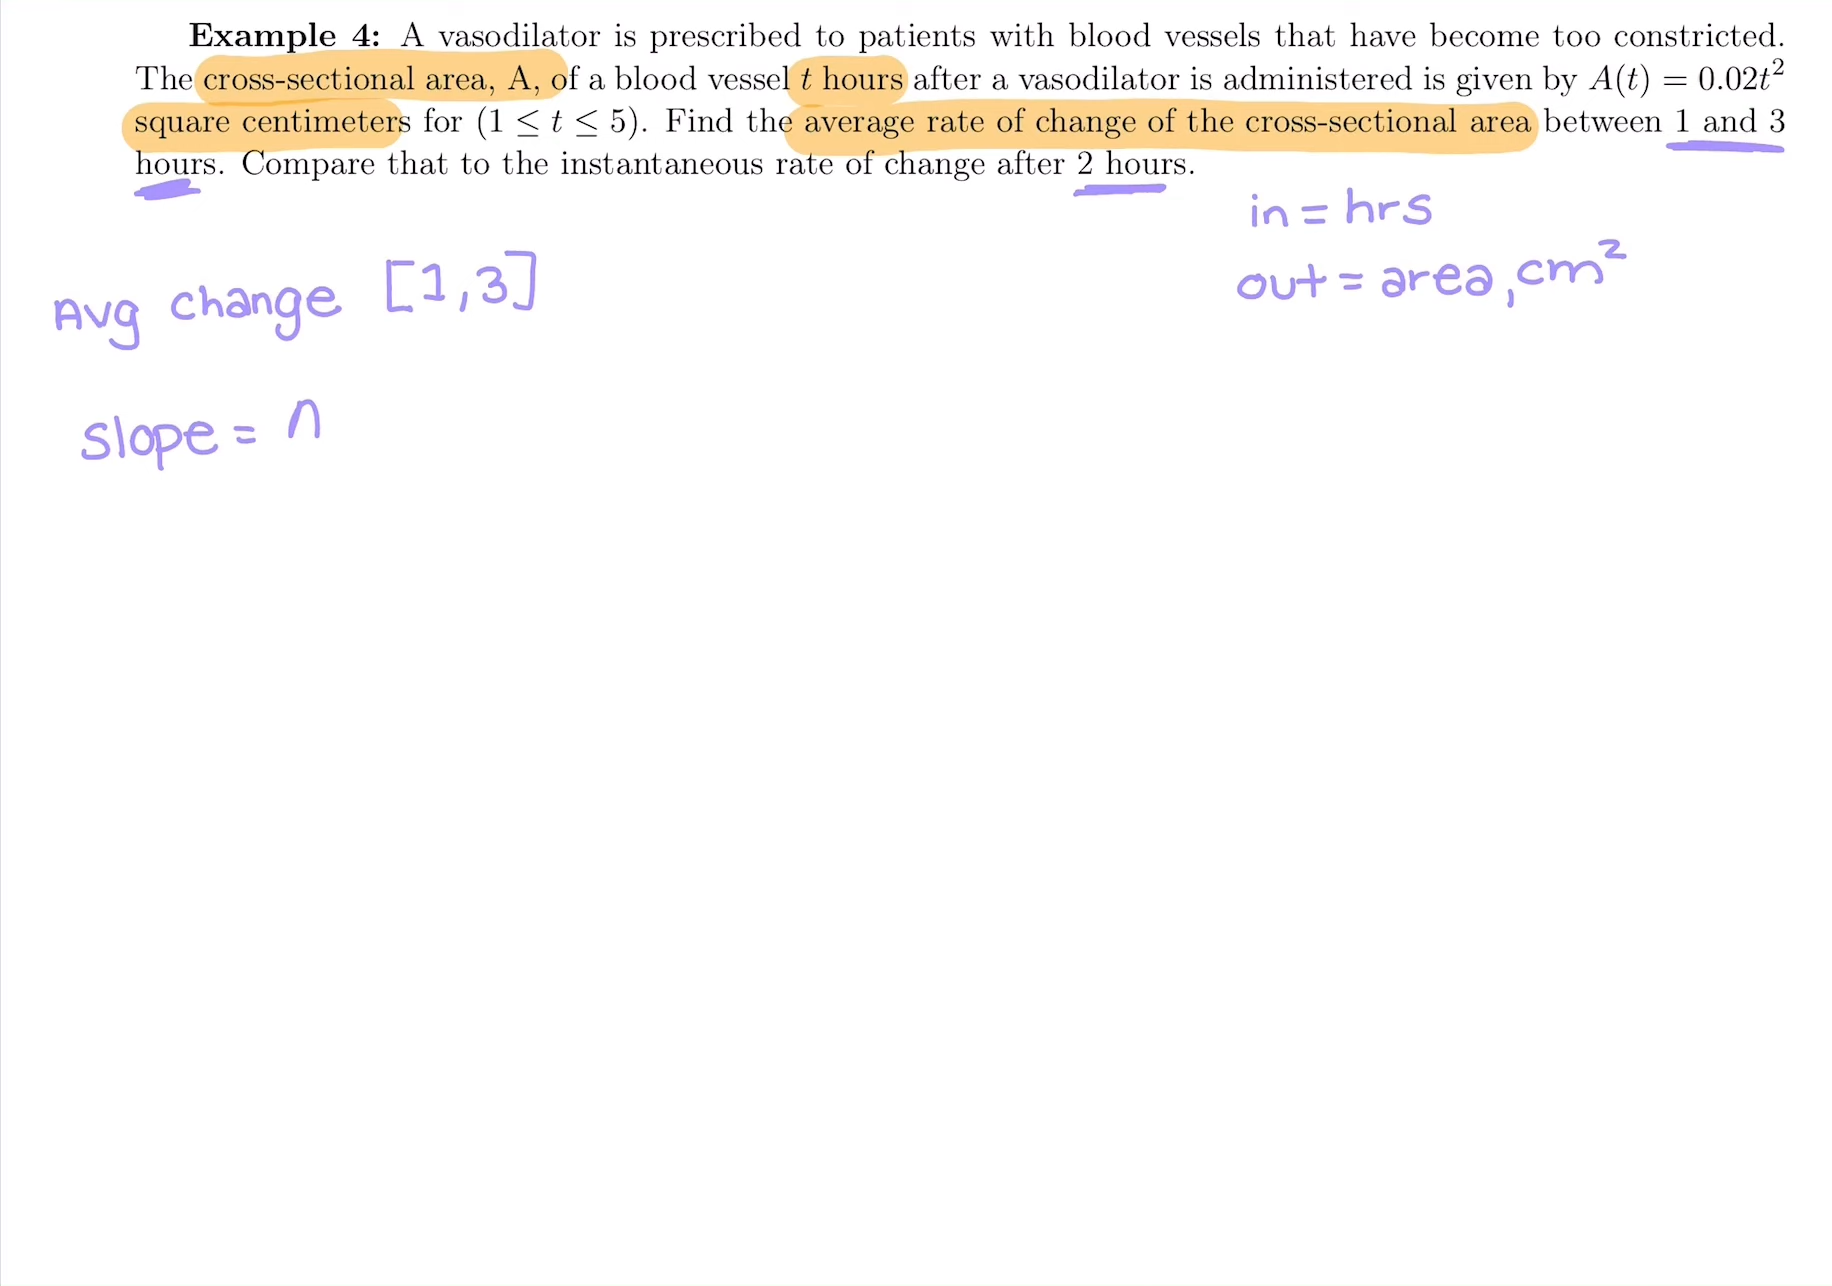 Example 4: A vasodilator is prescribed to patients with blood vessels that have become too constricted.
The cross-sectional area, A, of a blood vessel t hours after a vasodilator is administered is given by A(t) = 0.02t²
square centimeters for (1 ≤ t ≤ 5). Find the average rate of change of the cross-sectional area between 1 and 3
hours. Compare that to the instantaneous rate of change after 2 hours.
in = hrs
out = area, cm²
Avg change [1,3]
slope = n